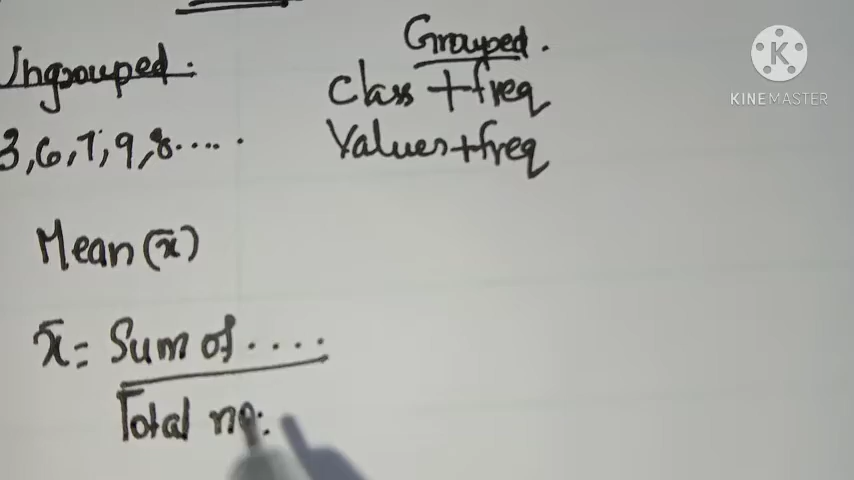 Ungrouped.
3,6,7,9,8.....
Grouped.
class + freq
Values + freq
Mean (x̄)
x̄ = Sum of ....
Total no:
KINEMASTER